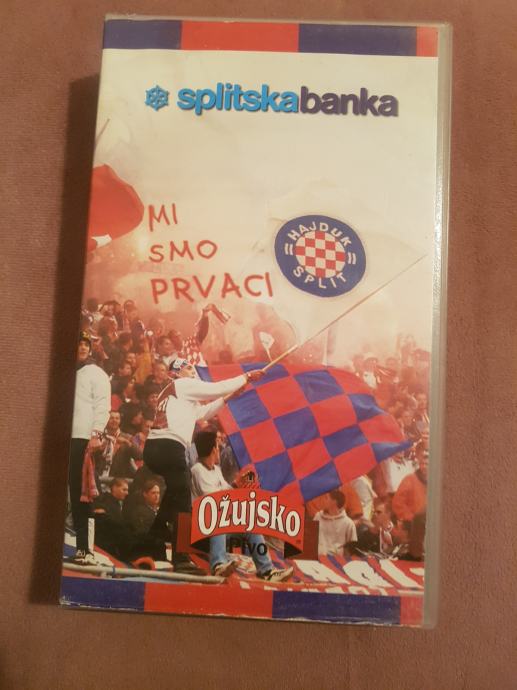 splitskabanka
MI
SMO
PRVACI
HAJDUK
SPLIT
Ožujsko
Pivo